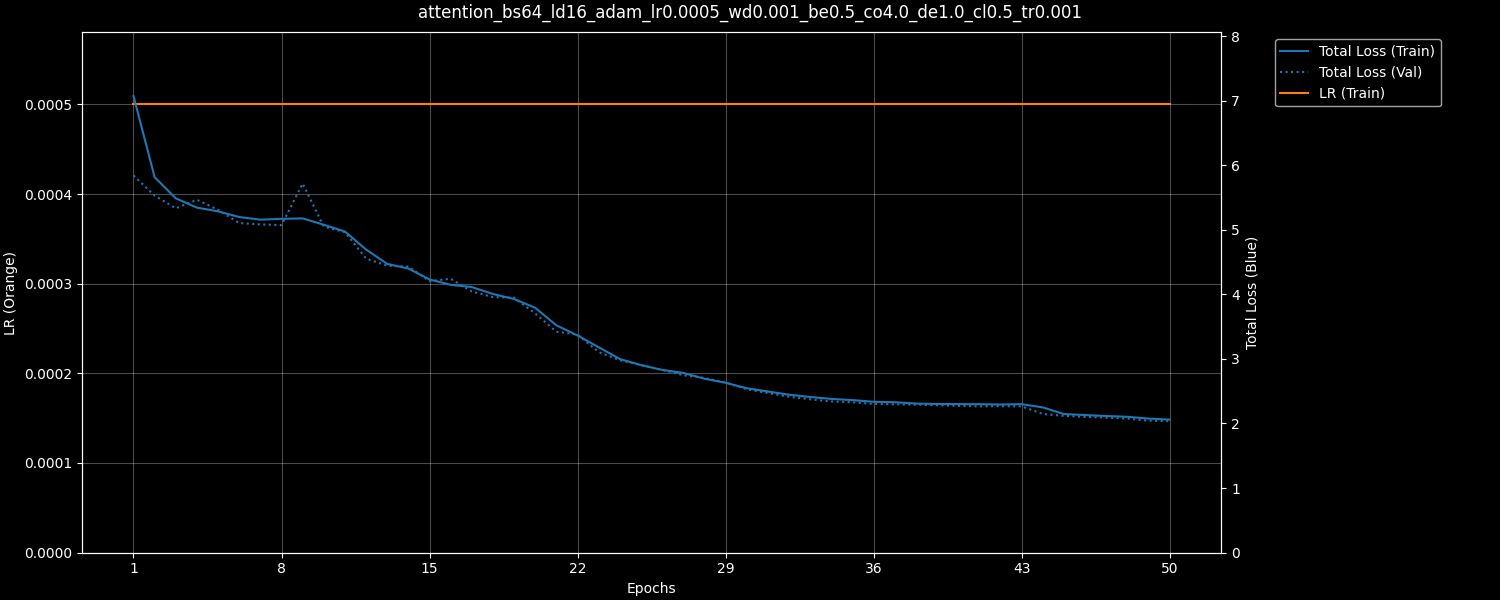 attention_bs64_ld16_adam_lr0.0005_wd0.001_be0.5_co4.0_de1.0_cl0.5_tr0.001
Total Loss (Train)
Total Loss (Val)
LR (Train)
LR (Orange)
0.0005
0.0004
0.0003
0.0002
0.0001
0.0000
8
7
6
5
4
3
2
1
0
Total Loss (Blue)
1 8 15 22 29 36 43 50
Epochs